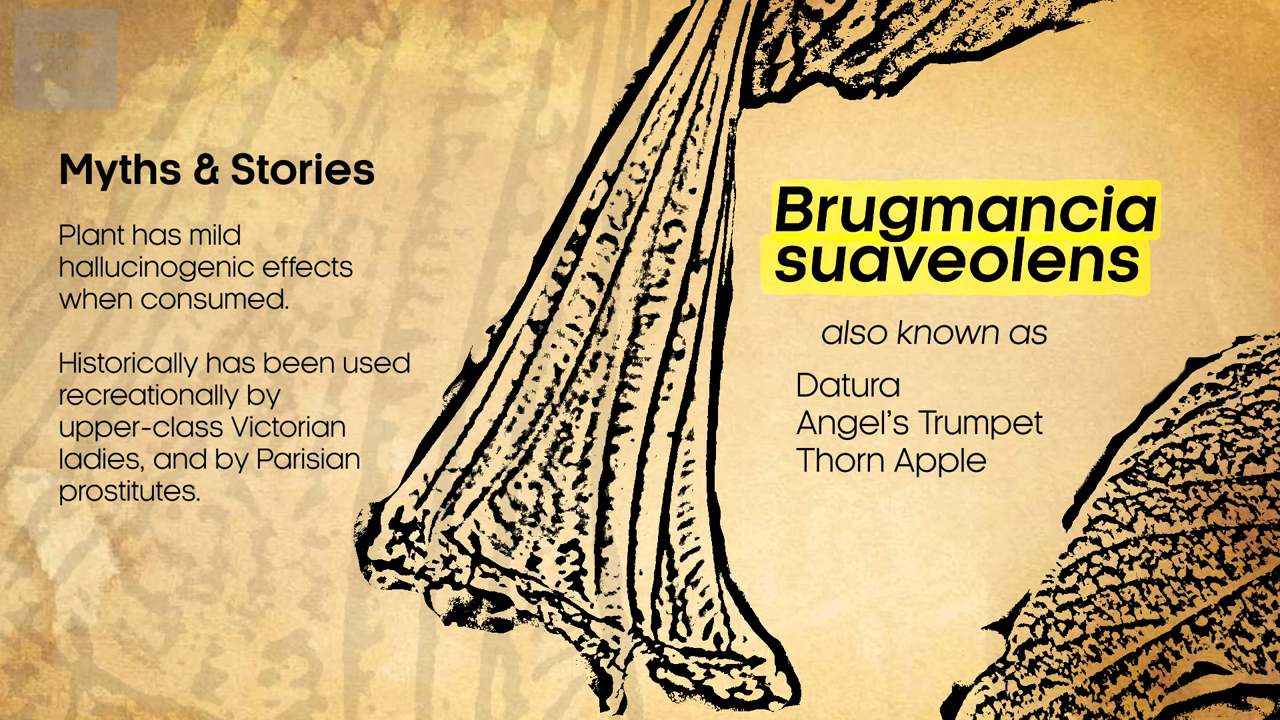 Myths & Stories
Plant has mild
hallucinogenic effects
when consumed.
Historically has been used
recreationally by
upper-class Victorian
ladies, and by Parisian
prostitutes.
Brugmancia
suaveolens
also known as
Datura
Angel's Trumpet
Thorn Apple